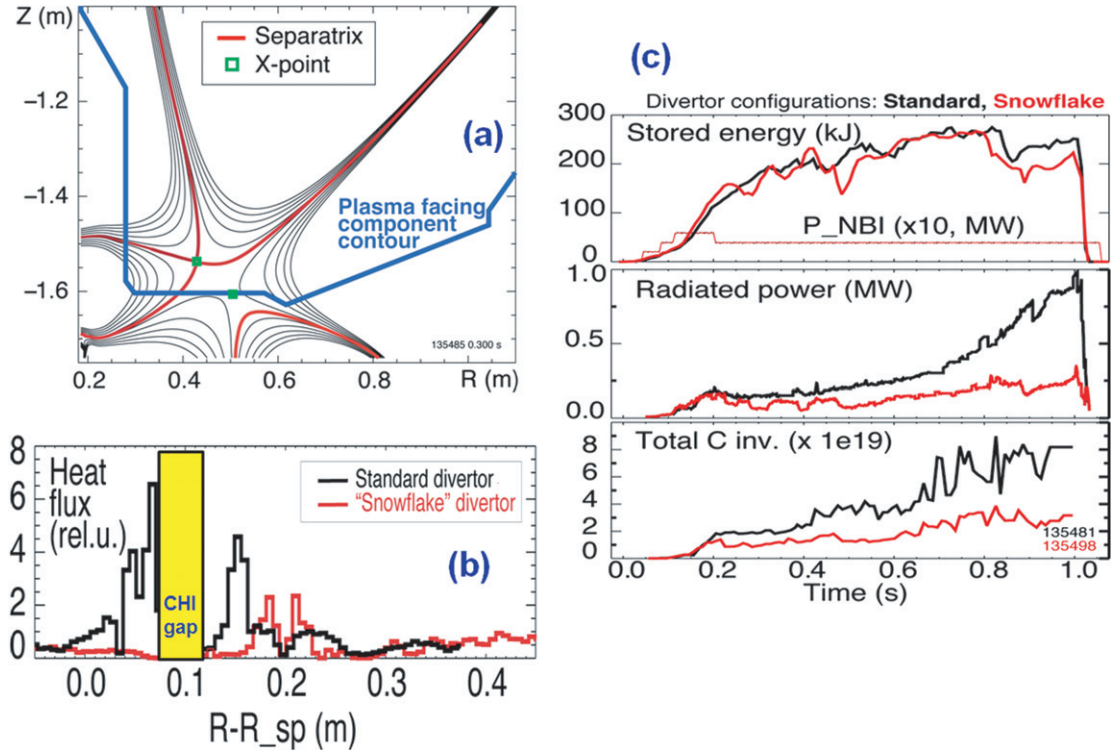 Z (m)
Separatrix
X-point
−1.2
−1.4
−1.6
(a)
Plasma facing
component
contour
135485 0.300 s
0.2
0.4
0.6
0.8
R (m)
8
6
4
2
0
Heat
flux
(rel.u.)
Standard divertor
"Snowflake" divertor
CHI
gap
(b)
0.0
0.1
0.2
0.3
0.4
R-R_sp (m)
(c)
Divertor configurations: Standard, Snowflake
300
200
100
0
Stored energy (kJ)
P_NBI (x10, MW)
1.0
0.5
0.0
Radiated power (MW)
8
6
4
2
0
Total C inv. (x 1e19)
135481
135498
0.0
0.2
0.4
0.6
0.8
1.0
Time (s)